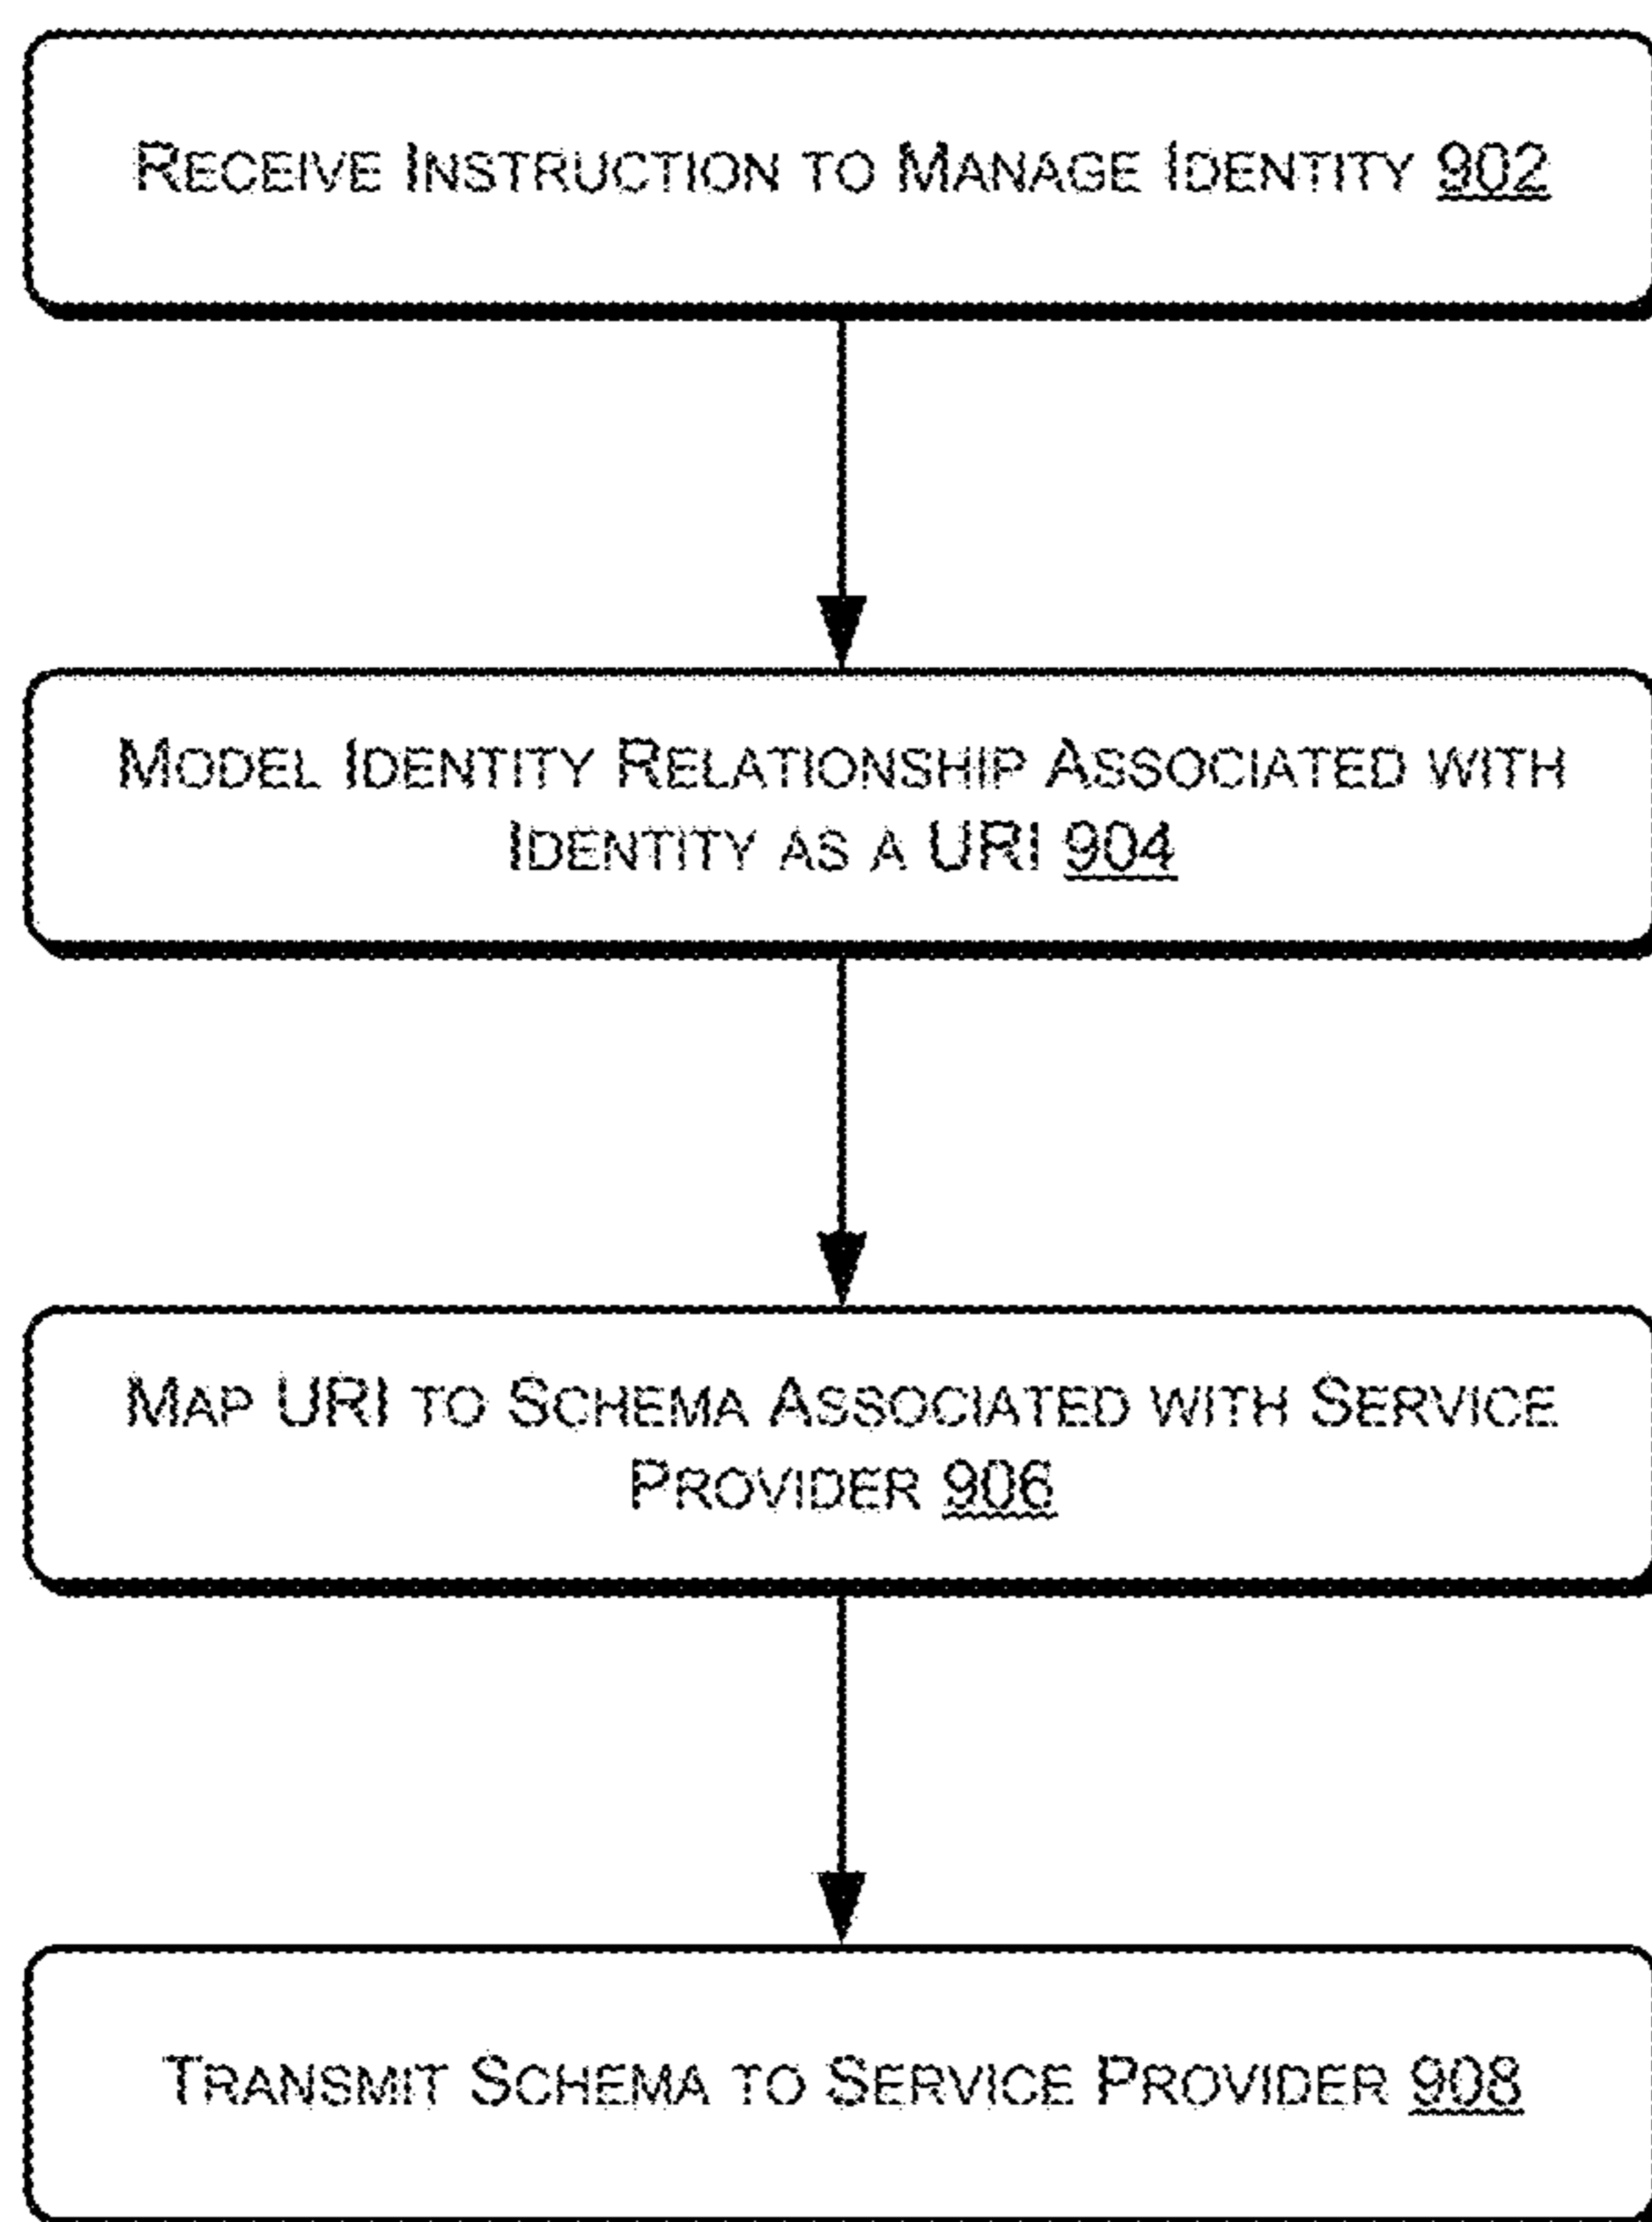 RECEIVE INSTRUCTION TO MANAGE IDENTITY 902
MODEL IDENTITY RELATIONSHIP ASSOCIATED WITH
IDENTITY AS A URI 904
MAP URI TO SCHEMA ASSOCIATED WITH SERVICE
PROVIDER 906
TRANSMIT SCHEMA TO SERVICE PROVIDER 908